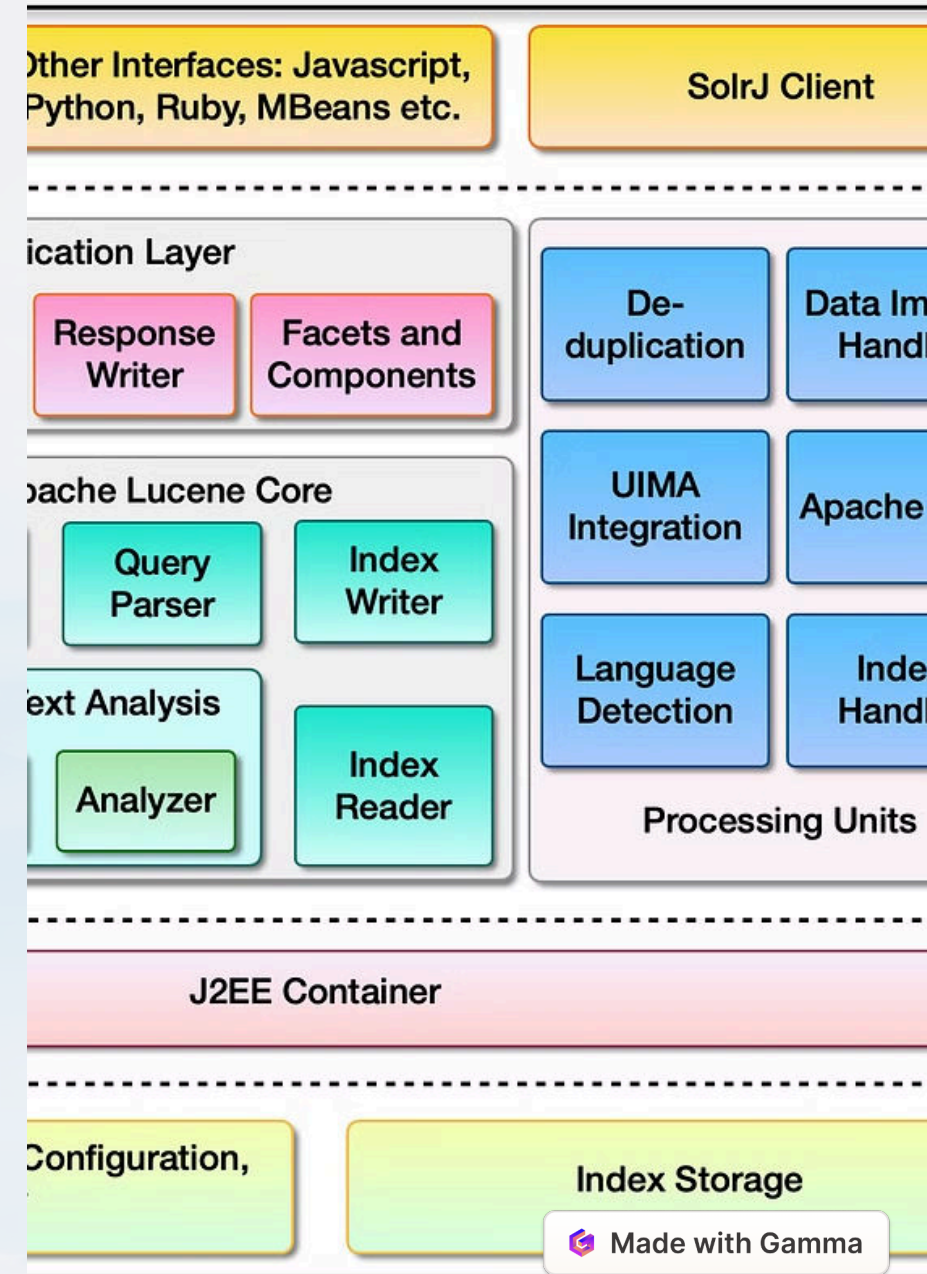 Other Interfaces: Javascript,
Python, Ruby, MBeans etc.
SolrJ Client
ication Layer
Response
Writer
Facets and
Components
pache Lucene Core
Query
Parser
Index
Writer
ext Analysis
Analyzer
Index
Reader
De-
duplication
Data Im
Handl
UIMA
Integration
Apache
Language
Detection
Inde
Handl
Processing Units
J2EE Container
Configuration,
Index Storage
Made with Gamma